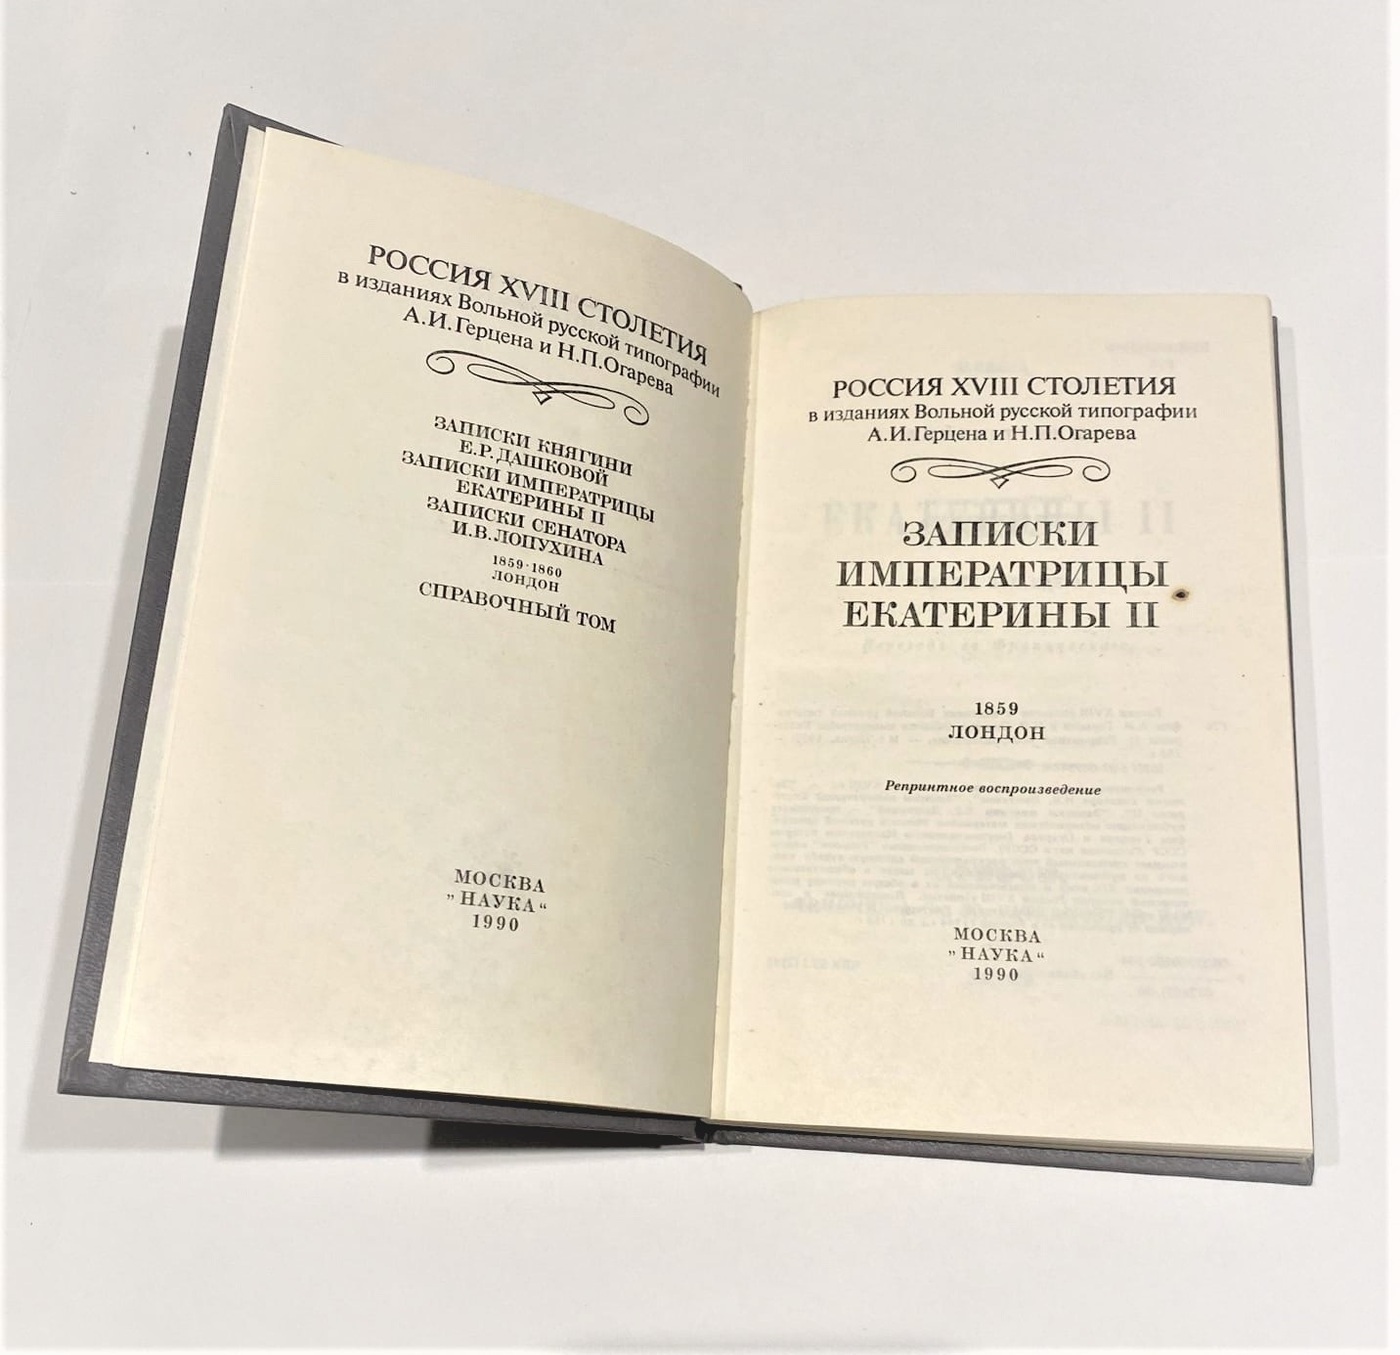 РОССИЯ XVIII СТОЛЕТИЯ
в изданиях Вольной русской типографии
А.И.Герцена и Н.П.Огарева
ЗАПИСКИ КНЯГИНИ
Е.Р.ДАШКОВОЙ
ЗАПИСКИ ИМПЕРАТРИЦЫ
ЕКАТЕРИНЫ II
ЗАПИСКИ СЕНАТОРА
И.В.ЛОПУХИНА
1859·1860
ЛОНДОН
СПРАВОЧНЫЙ ТОМ
МОСКВА
„НАУКА“
1990
РОССИЯ XVIII СТОЛЕТИЯ
в изданиях Вольной русской типографии
А.И.Герцена и Н.П.Огарева
ЗАПИСКИ
ИМПЕРАТРИЦЫ
ЕКАТЕРИНЫ II
1859
ЛОНДОН
Репринтное воспроизведение
МОСКВА
„НАУКА“
1990